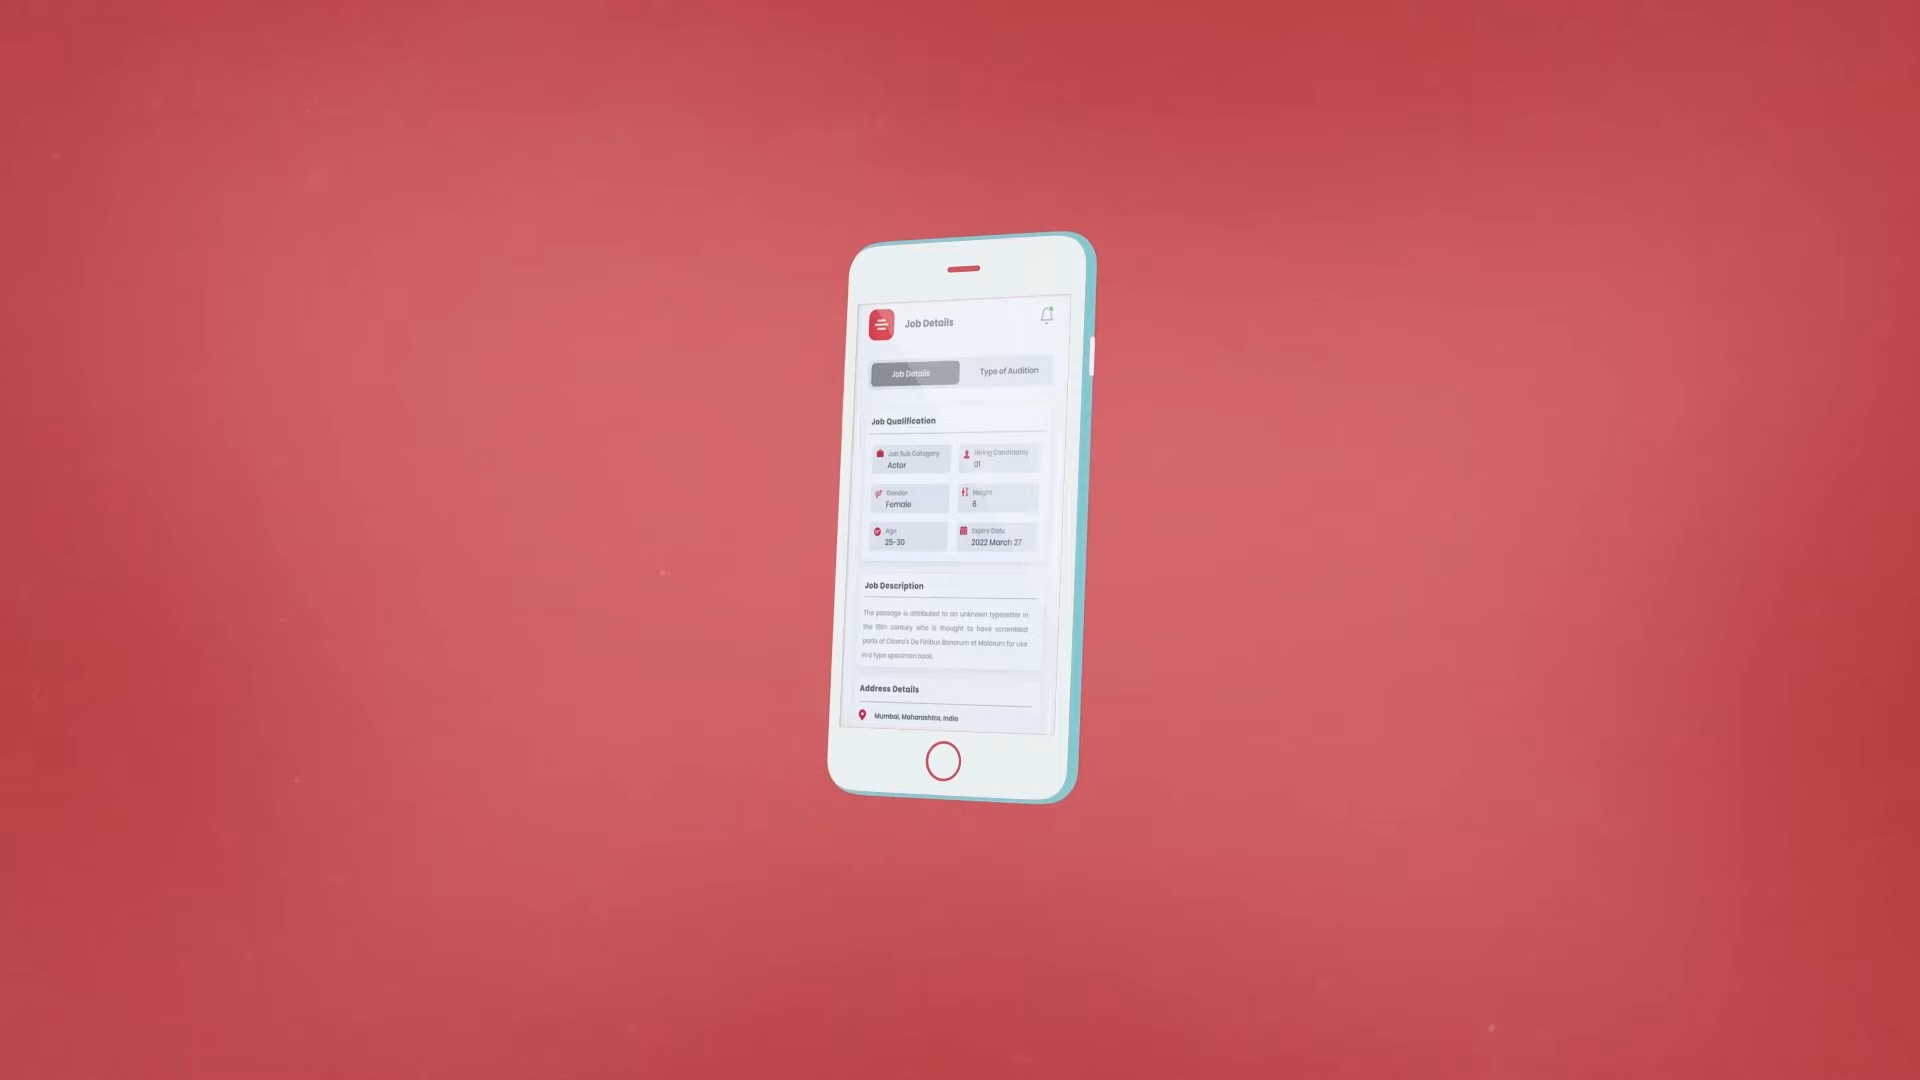 Job Details
Job Details
Type of Audition
Job Qualification
Job Sub Category
Actor
Hiring Candidates
01
Gender
Female
Height
6
Age
25-30
Expiry Date
2022 March 27
Job Description
The passage is attributed to an unknown typesetter in
the 15th century who is thought to have scrambled
parts of Cicero's De Finibus Bonorum et Malorum for use
in a type specimen book.
Address Details
Mumbai, Maharashtra, India